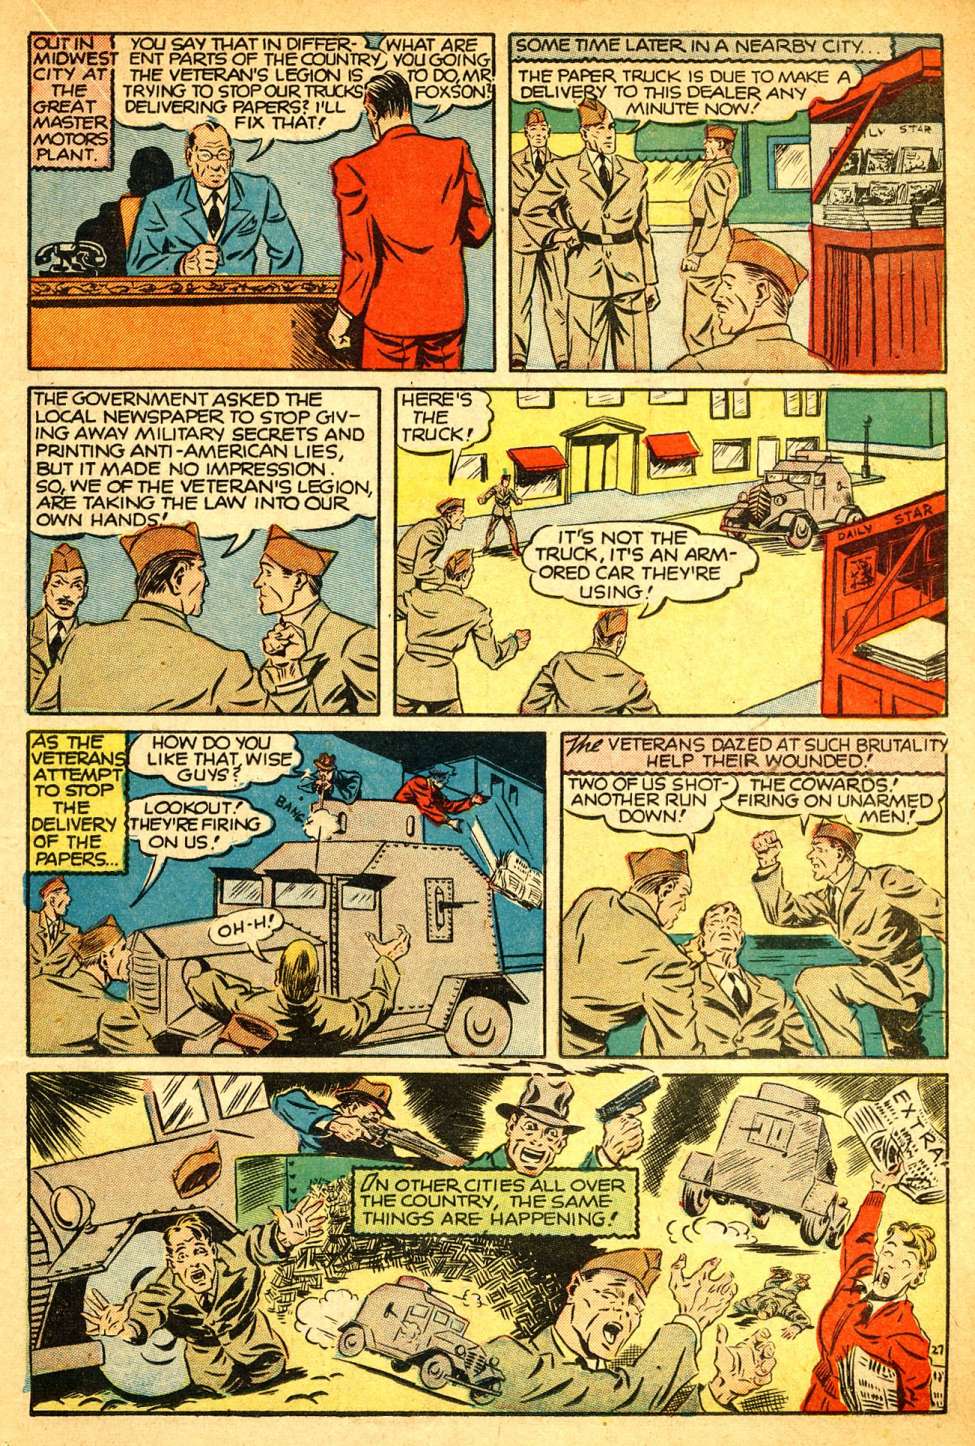 OUT IN
MIDWEST
CITY AT
THE
GREAT
MASTER
MOTORS
PLANT.
YOU SAY THAT IN DIFFER-
ENT PARTS OF THE COUNTRY,
THE VETERAN'S LEGION IS
TRYING TO STOP OUR TRUCKS
DELIVERING PAPERS? I'LL
FIX THAT!
WHAT ARE
YOU GOING
TO DO, MR.
FOXSON?
SOME TIME LATER IN A NEARBY CITY...
THE PAPER TRUCK IS DUE TO MAKE A
DELIVERY TO THIS DEALER ANY
MINUTE NOW!
DAILY STAR
THE GOVERNMENT ASKED THE
LOCAL NEWSPAPER TO STOP GIV-
ING AWAY MILITARY SECRETS AND
PRINTING ANTI-AMERICAN LIES,
BUT IT MADE NO IMPRESSION.
SO, WE OF THE VETERAN'S LEGION,
ARE TAKING THE LAW INTO OUR
OWN HANDS!
HERE'S
THE
TRUCK!
IT'S NOT THE
TRUCK, IT'S AN ARM-
ORED CAR THEY'RE
USING!
DAILY STAR
AS THE
VETERANS
ATTEMPT
TO STOP
THE
DELIVERY
OF THE
PAPERS...
HOW DO YOU
LIKE THAT, WISE
GUYS?
LOOKOUT!
THEY'RE FIRING
ON US!
BANG
OH-H!
The VETERANS DAZED AT SUCH BRUTALITY
HELP THEIR WOUNDED!
TWO OF US SHOT-
ANOTHER RUN
DOWN!
THE COWARDS!
FIRING ON UNARMED
MEN!
IN OTHER CITIES ALL OVER
THE COUNTRY, THE SAME
THINGS ARE HAPPENING!
EXTRA
27